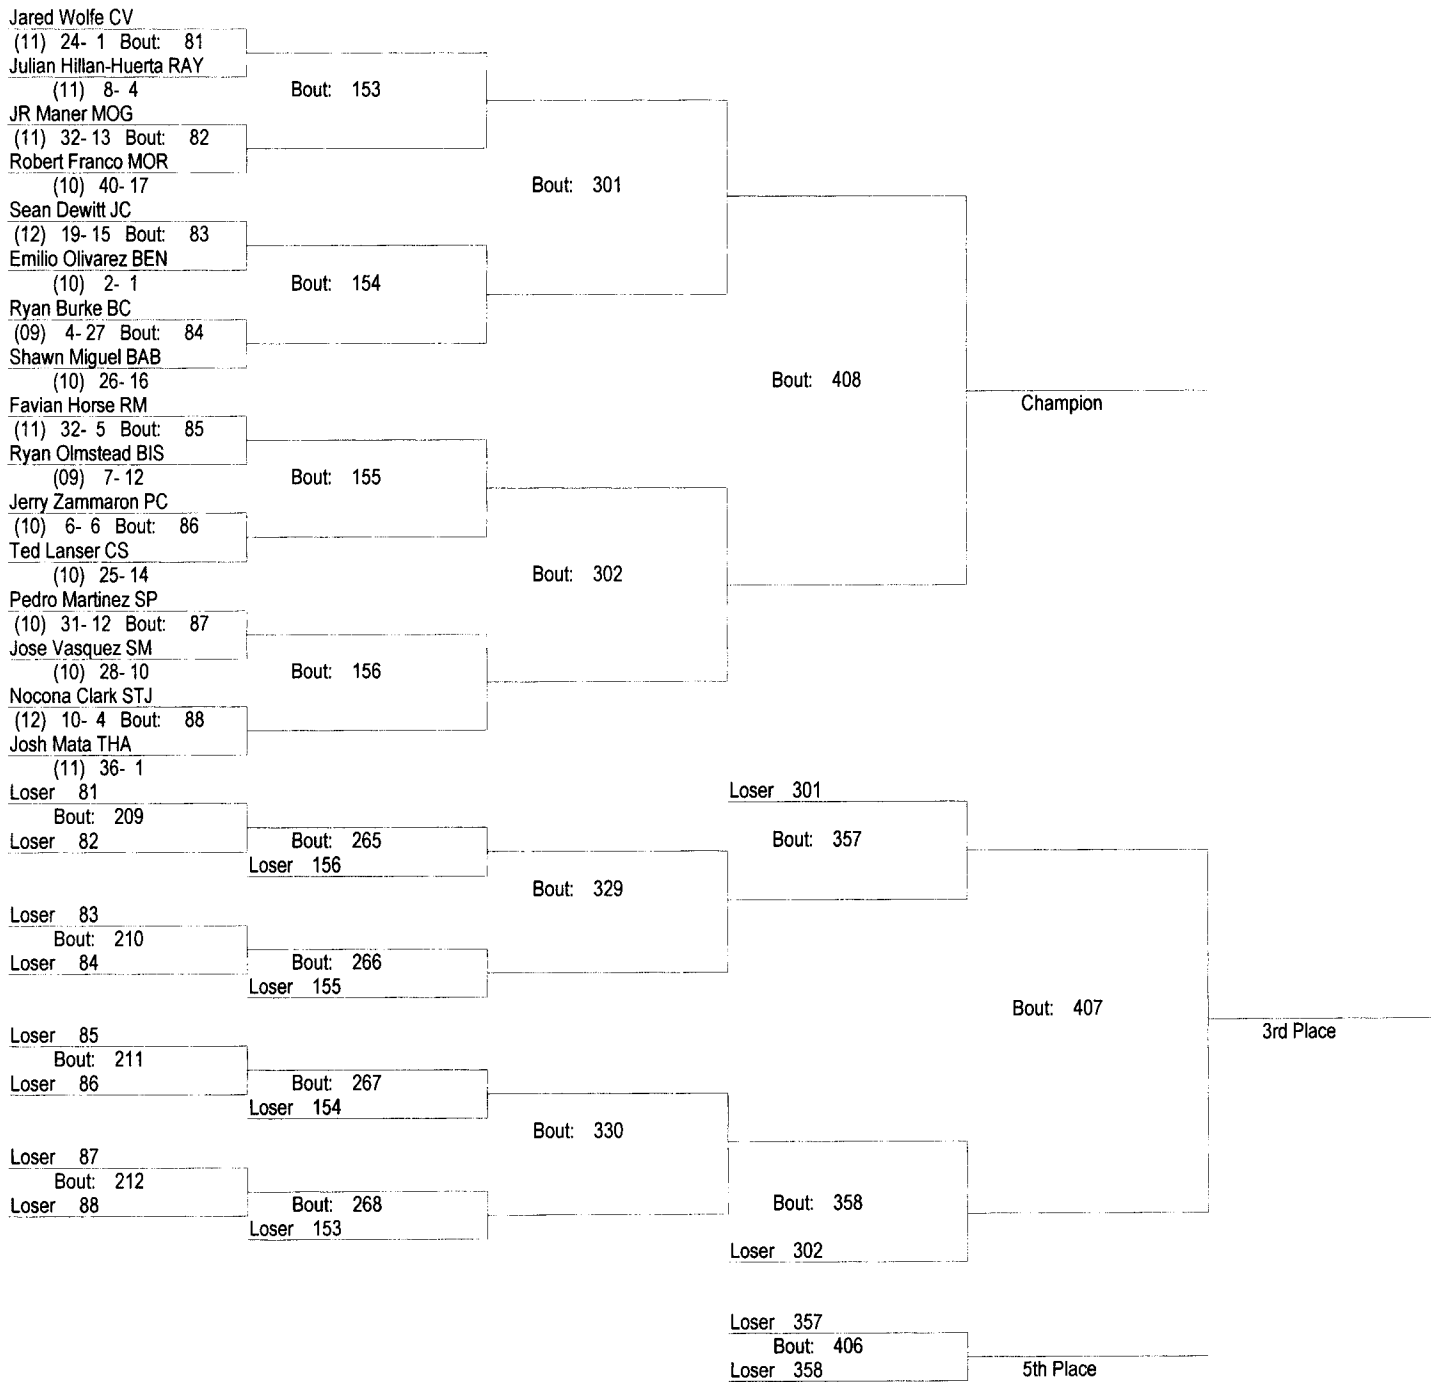 Jared Wolfe CV
(11) 24- 1 Bout: 81
Julian Hillan-Huerta RAY
(11) 8- 4
Bout: 153
JR Maner MOG
(11) 32- 13 Bout: 82
Robert Franco MOR
(10) 40- 17
Bout: 301
Sean Dewitt JC
(12) 19- 15 Bout: 83
Emilio Olivarez BEN
(10) 2- 1
Bout: 154
Ryan Burke BC
(09) 4- 27 Bout: 84
Shawn Miguel BAB
(10) 26- 16
Bout: 408
Champion
Favian Horse RM
(11) 32- 5 Bout: 85
Ryan Olmstead BIS
(09) 7- 12
Bout: 155
Jerry Zammaron PC
(10) 6- 6 Bout: 86
Ted Lanser CS
(10) 25- 14
Bout: 302
Pedro Martinez SP
(10) 31- 12 Bout: 87
Jose Vasquez SM
(10) 28- 10
Bout: 156
Nocona Clark STJ
(12) 10- 4 Bout: 88
Josh Mata THA
(11) 36- 1
Loser 81
Bout: 209
Loser 82
Bout: 265
Loser 156
Loser 301
Bout: 357
Bout: 329
Loser 83
Bout: 210
Loser 84
Bout: 266
Loser 155
Bout: 407
3rd Place
Loser 85
Bout: 211
Loser 86
Bout: 267
Loser 154
Bout: 330
Loser 87
Bout: 212
Loser 88
Bout: 268
Loser 153
Bout: 358
Loser 302
Loser 357
Bout: 406
Loser 358
5th Place